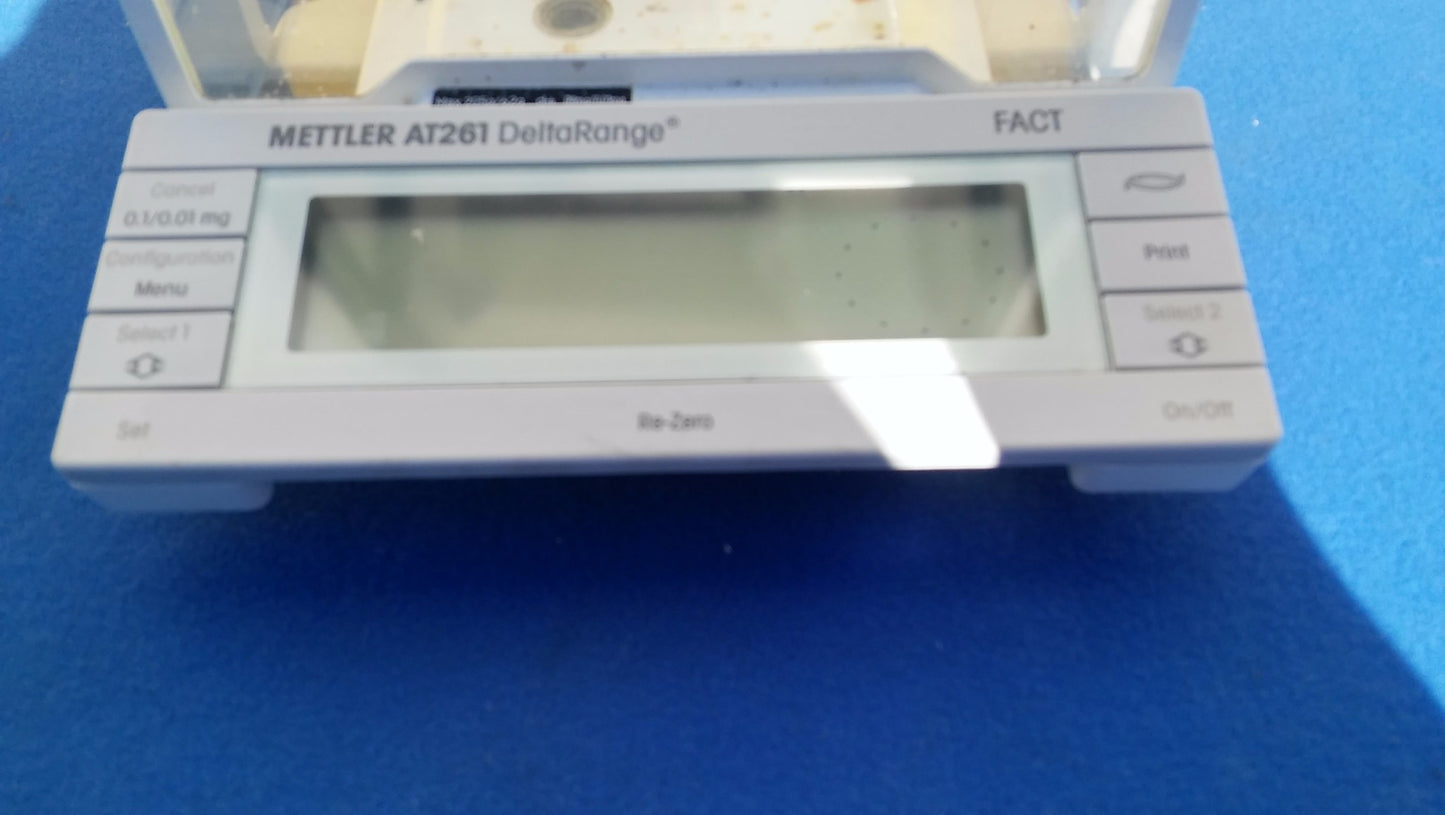 METTLER AT261 DeltaRange®
FACT
Cancel
0.1/0.01 mg
Configuration
Menu
Select 1
Print
Select 2
Set
Re-Zero
On/Off